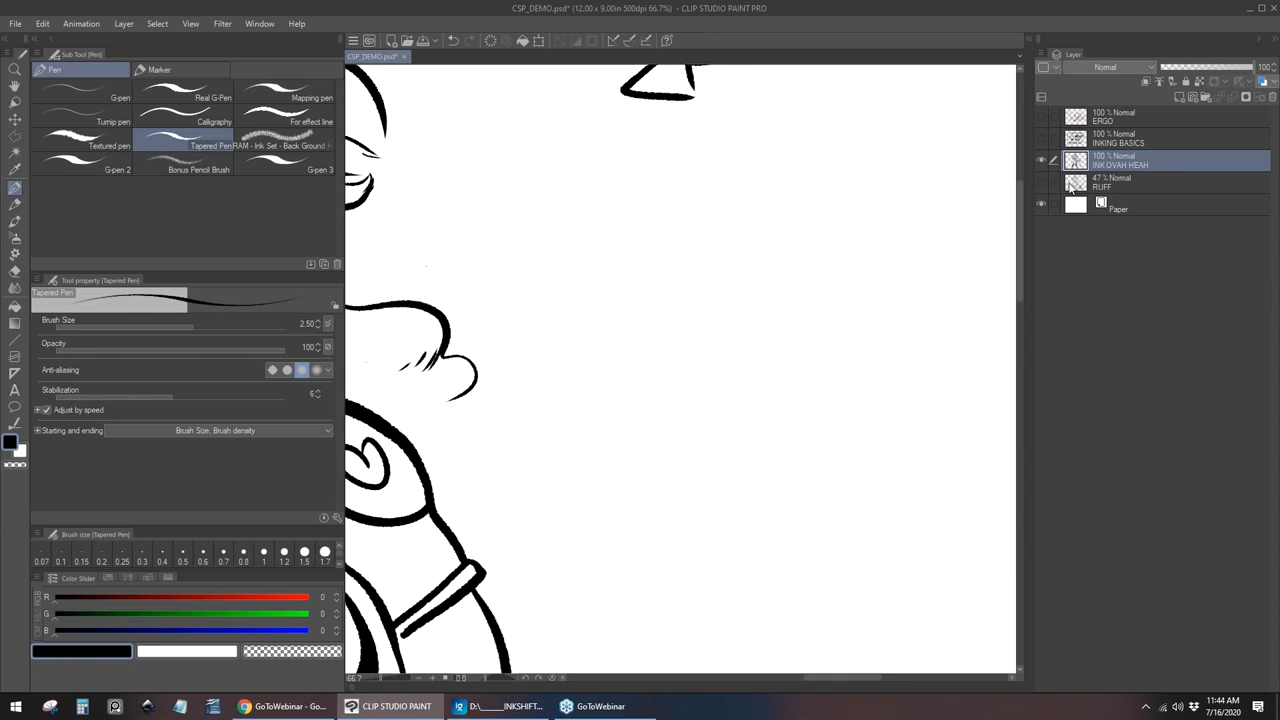 CSP_DEMO.psd* (12.00 x 9.00in 500dpi 66.7%) - CLIP STUDIO PAINT PRO
File Edit Animation Layer Select View Filter Window Help
Sub Tool [Pen]
Pen Marker
G-pen Real G-Pen Mapping pen
Turnip pen Calligraphy For effect line
Textured pen Tapered Pen RAM - Ink Set - Back Ground
G-pen 2 Bonus Pencil Brush G-pen 3
Tool property [Tapered Pen]
Tapered Pen
Brush Size 2.50
Opacity 100
Anti-aliasing
Stabilization 6
Adjust by speed
Starting and ending Brush Size, Brush density
Brush size [Tapered Pen]
0.07 0.1 0.15 0.2 0.25 0.3 0.4
0.5 0.6 0.7 0.8 1 1.2 1.5 1.7
Color Slider
R 0
G 0
B 0
CSP_DEMO.psd*
66.7 0.0
Layer
Normal 100
100 % Normal
ERGO
100 % Normal
INKING BASICS
100 % Normal
INK OVAH HEAH
47 % Normal
RUFF
Paper
GoToWebinar - Go... CLIP STUDIO PAINT D:\_____INKSHIFT... GoToWebinar
11:44 AM
7/16/2020